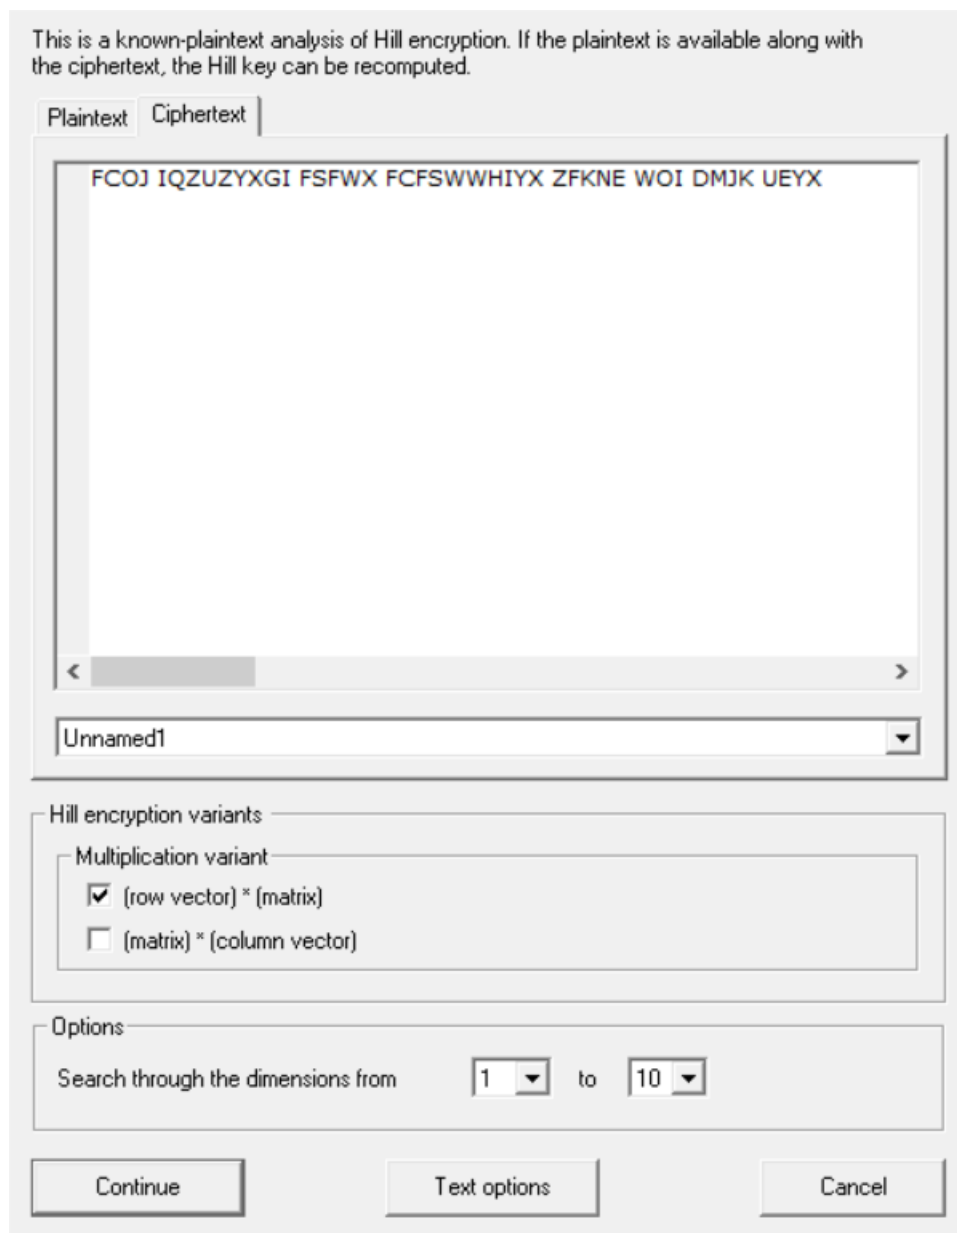 This is a known-plaintext analysis of Hill encryption. If the plaintext is available along with
the ciphertext, the Hill key can be recomputed.
Plaintext Ciphertext
FCOJ IQZUZYXGI FSFWX FCFSWWHIYX ZFKNE WOI DMJK UEYX
Unnamed1
Hill encryption variants
Multiplication variant
(row vector) * (matrix)
(matrix) * (column vector)
Options
Search through the dimensions from 1 to 10
Continue Text options Cancel